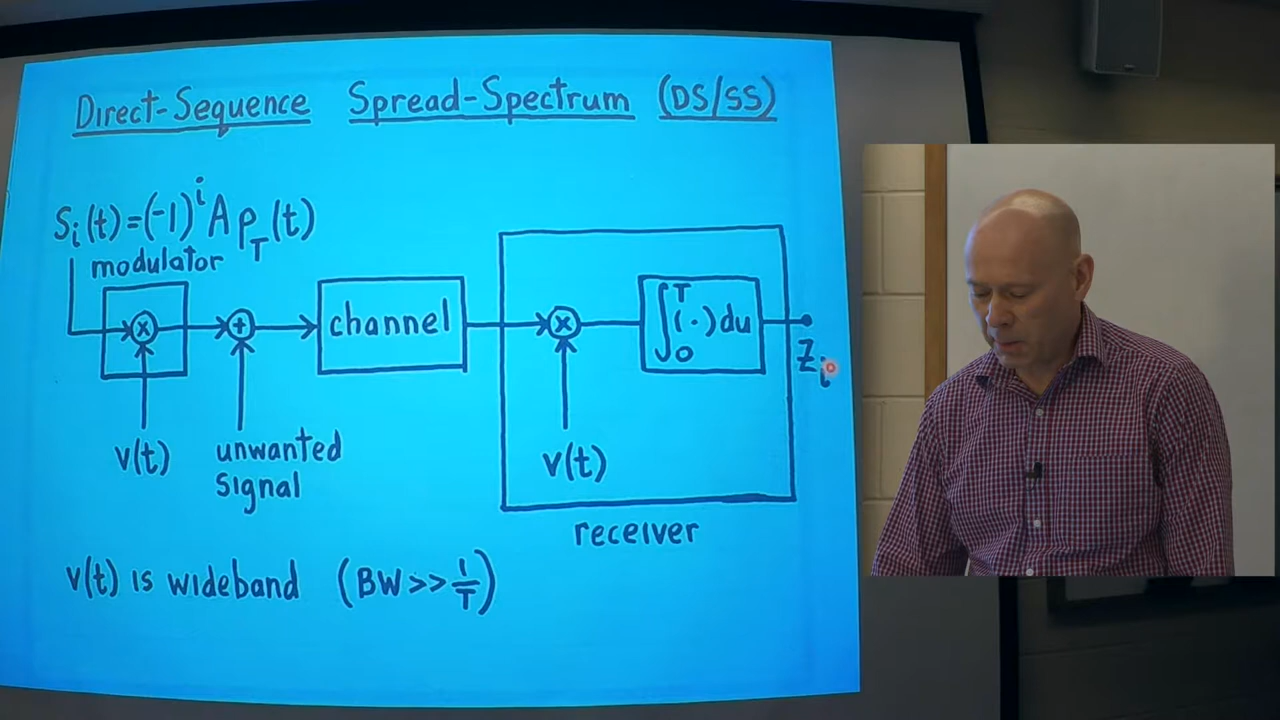 Direct-Sequence Spread-Spectrum (DS/SS)
Sᵢ(t)=(-1)ⁱ A p_T(t)
modulator
x
+
channel
x
∫₀ᵀ(·)du
Zᵢ
v(t)
unwanted
signal
v(t)
receiver
v(t) is wideband (BW>>1/T)